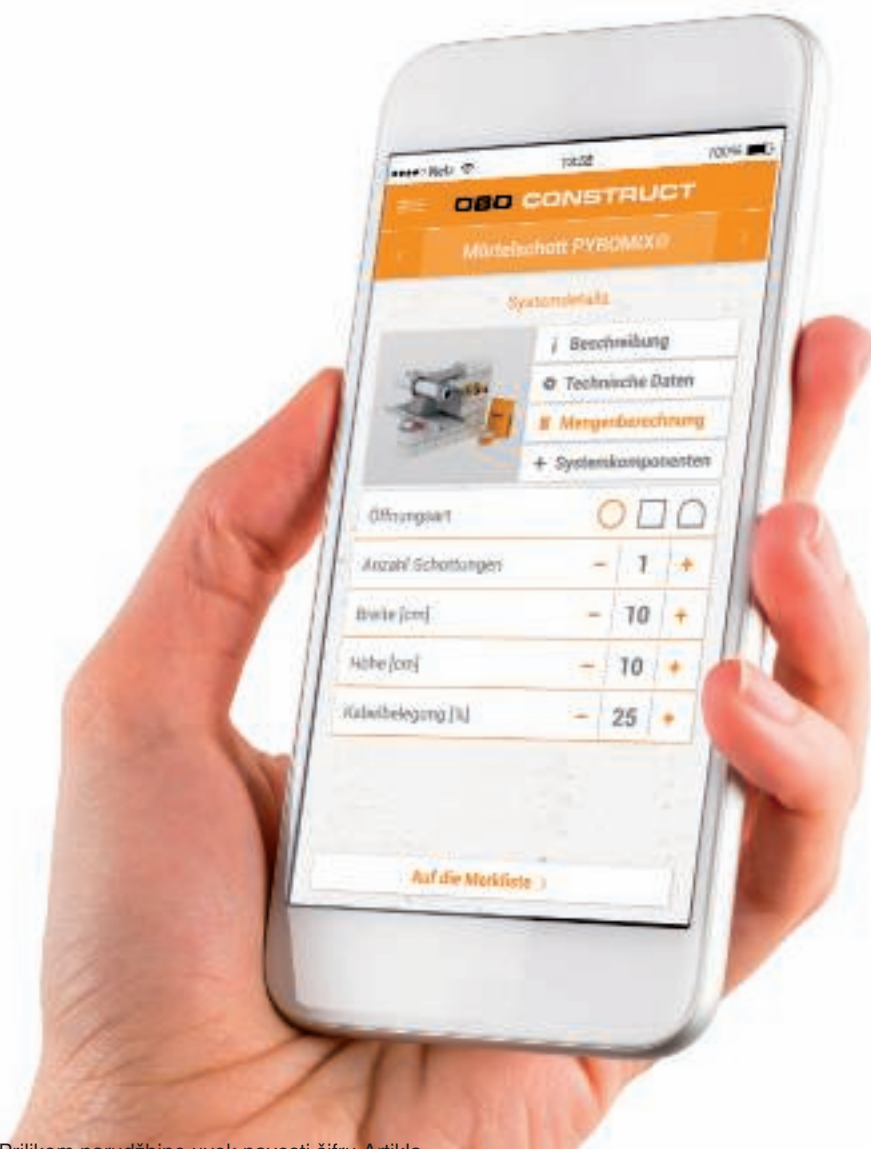 100%
OBO CONSTRUCT
Mörtelschott PYROMIX®
Systemdetails
i Beschreibung
Technische Daten
Mengenberechnung
+ Systemkomponenten
Öffnungsart
Anzahl Schottungen - 1 +
Breite [cm] - 10 +
Höhe [cm] - 10 +
Kabelbelegung [%] - 25 +
Auf die Merkliste >